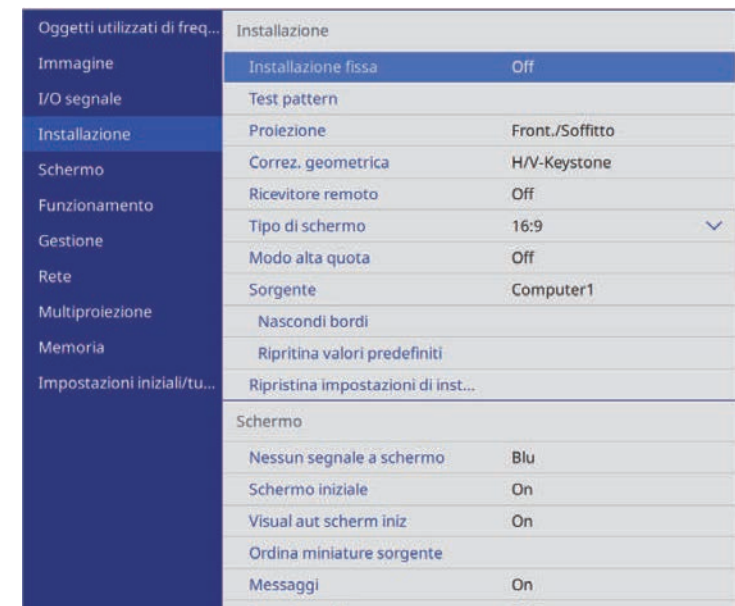 Oggetti utilizzati di freq...
Immagine
I/O segnale
Installazione
Schermo
Funzionamento
Gestione
Rete
Multiproiezione
Memoria
Impostazioni iniziali/tu...
Installazione
Installazione fissa Off
Test pattern
Proiezione Front./Soffitto
Correz. geometrica H/V-Keystone
Ricevitore remoto Off
Tipo di schermo 16:9
Modo alta quota Off
Sorgente Computer1
Nascondi bordi
Ripritina valori predefiniti
Ripristina impostazioni di inst...
Schermo
Nessun segnale a schermo Blu
Schermo iniziale On
Visual aut scherm iniz On
Ordina miniature sorgente
Messaggi On